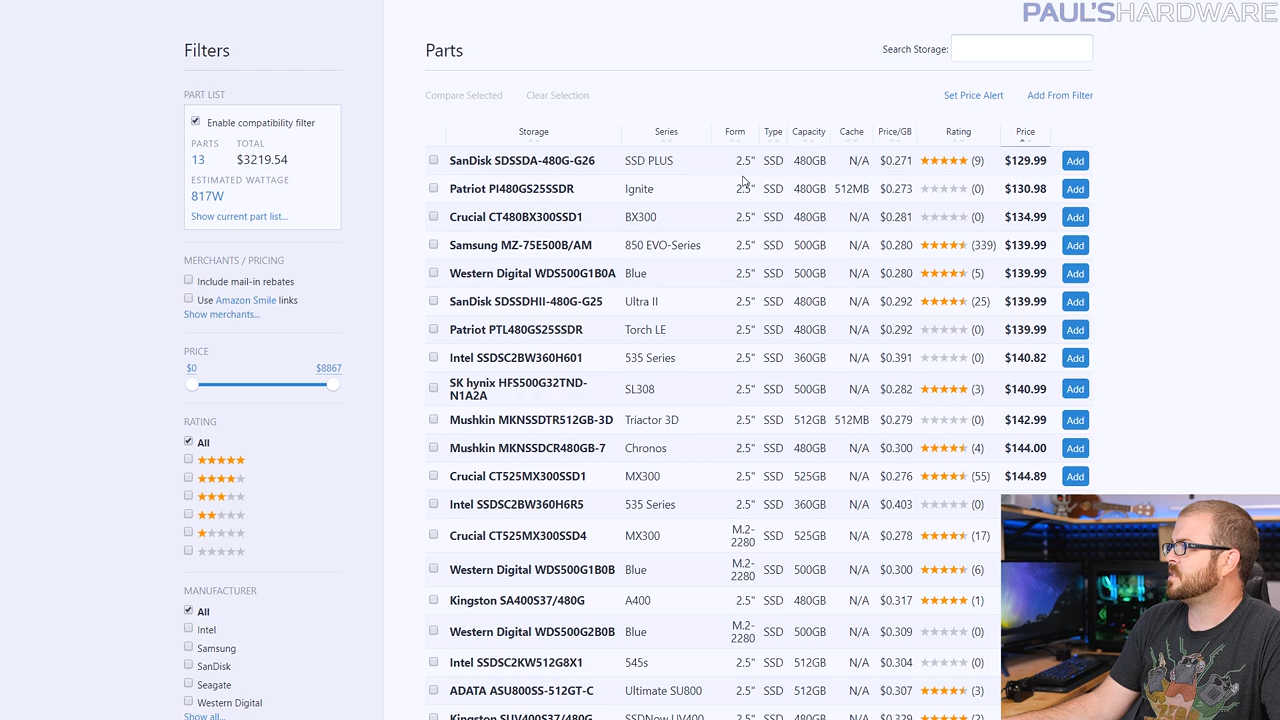 PAUL'SHARDWARE
Filters
Parts
Search Storage:
Compare Selected Clear Selection Set Price Alert Add From Filter
PART LIST
Enable compatibility filter
PARTS TOTAL
13 $3219.54
ESTIMATED WATTAGE
817W
Show current part list...
MERCHANTS / PRICING
Include mail-in rebates
Use Amazon Smile links
Show merchants...
PRICE
$0 $8867
RATING
All
MANUFACTURER
All
Intel
Samsung
SanDisk
Seagate
Western Digital
Show all...
Storage Series Form Type Capacity Cache Price/GB Rating Price
SanDisk SDSSDA-480G-G26 SSD PLUS 2.5" SSD 480GB N/A $0.271 (9) $129.99 Add
Patriot PI480GS25SSDR Ignite 2.5" SSD 480GB 512MB $0.273 (0) $130.98 Add
Crucial CT480BX300SSD1 BX300 2.5" SSD 480GB N/A $0.281 (0) $134.99 Add
Samsung MZ-75E500B/AM 850 EVO-Series 2.5" SSD 500GB N/A $0.280 (339) $139.99 Add
Western Digital WDS500G1B0A Blue 2.5" SSD 500GB N/A $0.280 (5) $139.99 Add
SanDisk SDSSDHII-480G-G25 Ultra II 2.5" SSD 480GB N/A $0.292 (25) $139.99 Add
Patriot PTL480GS25SSDR Torch LE 2.5" SSD 480GB N/A $0.292 (0) $139.99 Add
Intel SSDSC2BW360H601 535 Series 2.5" SSD 360GB N/A $0.391 (0) $140.82 Add
SK hynix HFS500G32TND-
N1A2A SL308 2.5" SSD 500GB N/A $0.282 (3) $140.99 Add
Mushkin MKNSSDTR512GB-3D Triactor 3D 2.5" SSD 512GB 512MB $0.279 (0) $142.99 Add
Mushkin MKNSSDCR480GB-7 Chronos 2.5" SSD 480GB N/A $0.300 (4) $144.00 Add
Crucial CT525MX300SSD1 MX300 2.5" SSD 525GB N/A $0.276 (55) $144.89 Add
Intel SSDSC2BW360H6R5 535 Series 2.5" SSD 360GB N/A $0.403 (0)
Crucial CT525MX300SSD4 MX300 M.2-
2280 SSD 525GB N/A $0.278 (17)
Western Digital WDS500G1B0B Blue M.2-
2280 SSD 500GB N/A $0.300 (6)
Kingston SA400S37/480G A400 2.5" SSD 480GB N/A $0.317 (1)
Western Digital WDS500G2B0B Blue M.2-
2280 SSD 500GB N/A $0.309 (0)
Intel SSDSC2KW512G8X1 545s 2.5" SSD 512GB N/A $0.304 (0)
ADATA ASU800SS-512GT-C Ultimate SU800 2.5" SSD 512GB N/A $0.307 (3)
Kingston SUV400S37/480G SSDNow UV400 2.5" SSD 480GB N/A $0.329 (2)